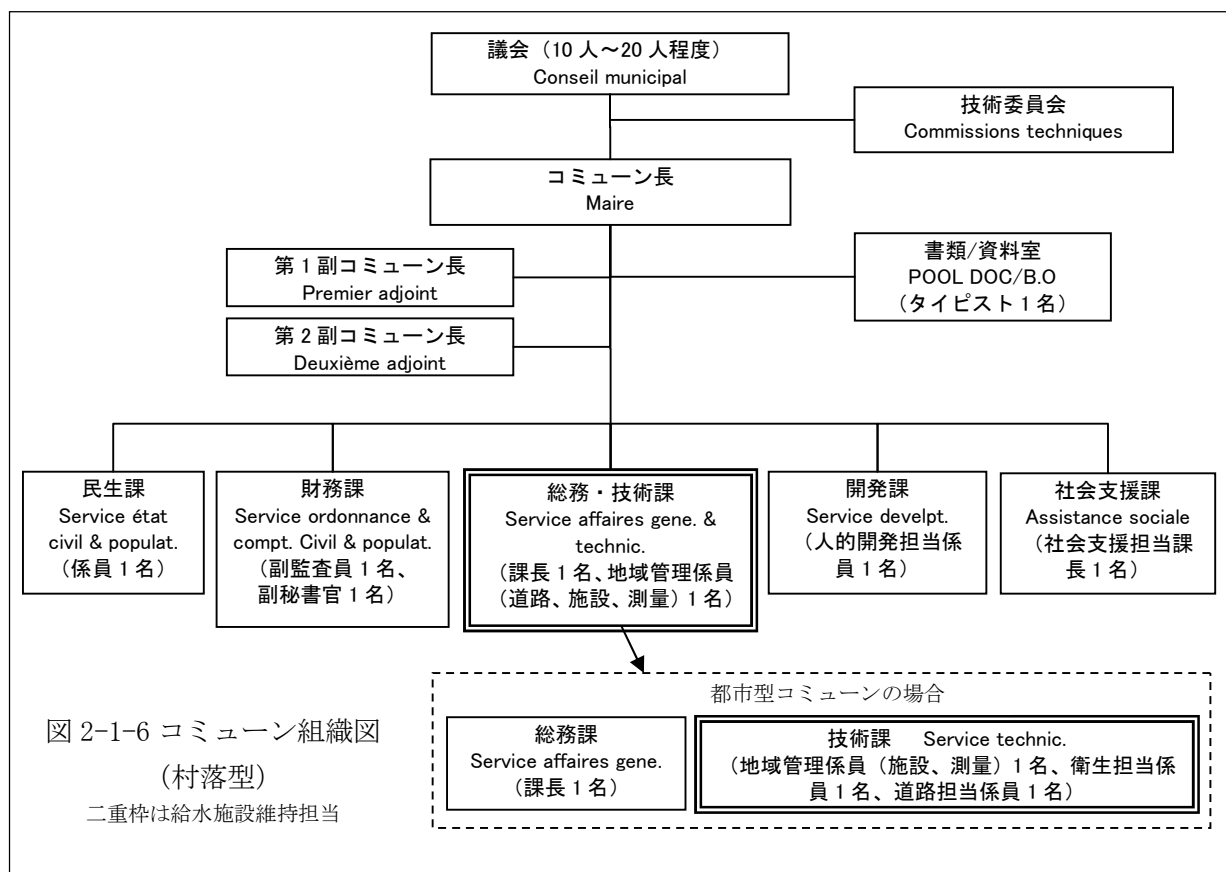 議会（10 人～20 人程度）
Conseil municipal
技術委員会
Commissions techniques
コミューン長
Maire
第 1 副コミューン長
Premier adjoint
書類/資料室
POOL DOC/B.O
（タイピスト 1 名）
第 2 副コミューン長
Deuxième adjoint
民生課
Service état
civil & populat.
（係員 1 名）
財務課
Service ordonnance &
compt. Civil & populat.
（副監査員 1 名、
副秘書官 1 名）
総務・技術課
Service affaires gene. &
technic.
（課長 1 名、地域管理係員
（道路、施設、測量）1 名）
開発課
Service develpt.
（人的開発担当係
員 1 名）
社会支援課
Assistance sociale
（社会支援担当課
長 1 名）
都市型コミューンの場合
総務課
Service affaires gene.
（課長 1 名）
技術課 Service technic.
（地域管理係員（施設、測量）1 名、衛生担当係
員 1 名、道路担当係員 1 名）
図 2-1-6 コミューン組織図
（村落型）
二重枠は給水施設維持担当